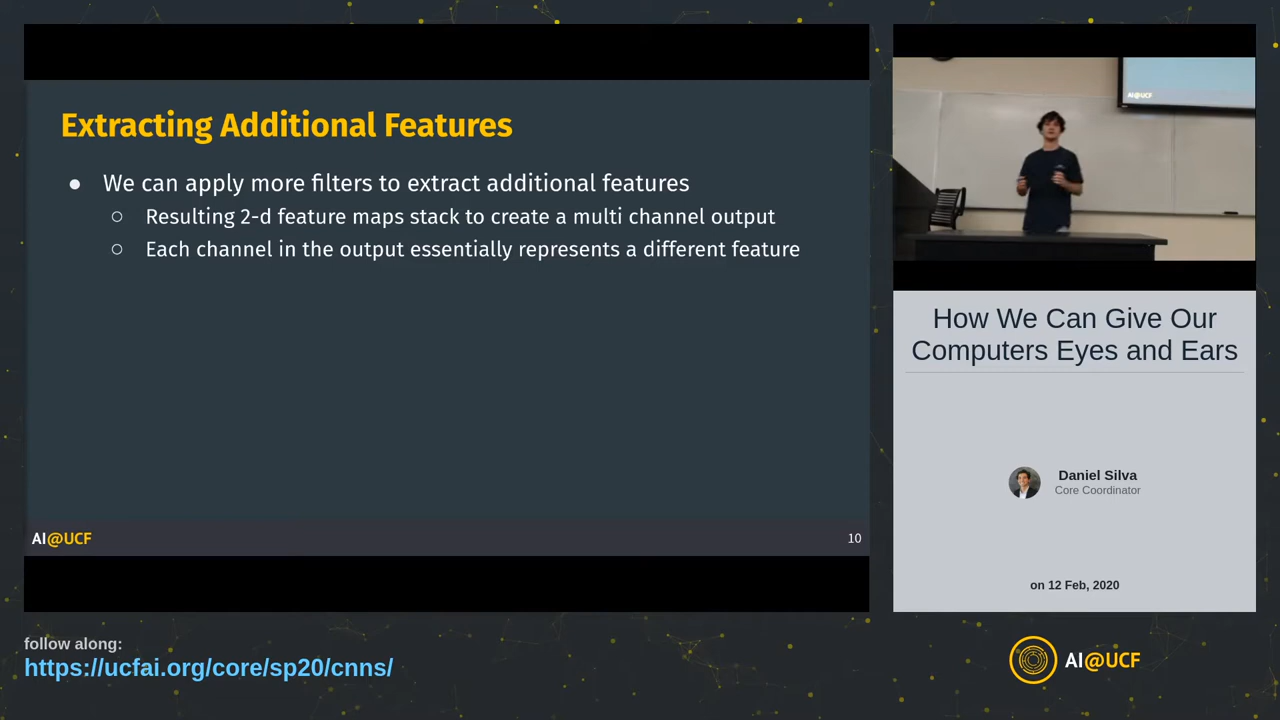 Extracting Additional Features
● We can apply more filters to extract additional features
○ Resulting 2-d feature maps stack to create a multi channel output
○ Each channel in the output essentially represents a different feature
AI@UCF
10
AI@UCF
How We Can Give Our
Computers Eyes and Ears
Daniel Silva
Core Coordinator
on 12 Feb, 2020
follow along:
https://ucfai.org/core/sp20/cnns/
AI@UCF